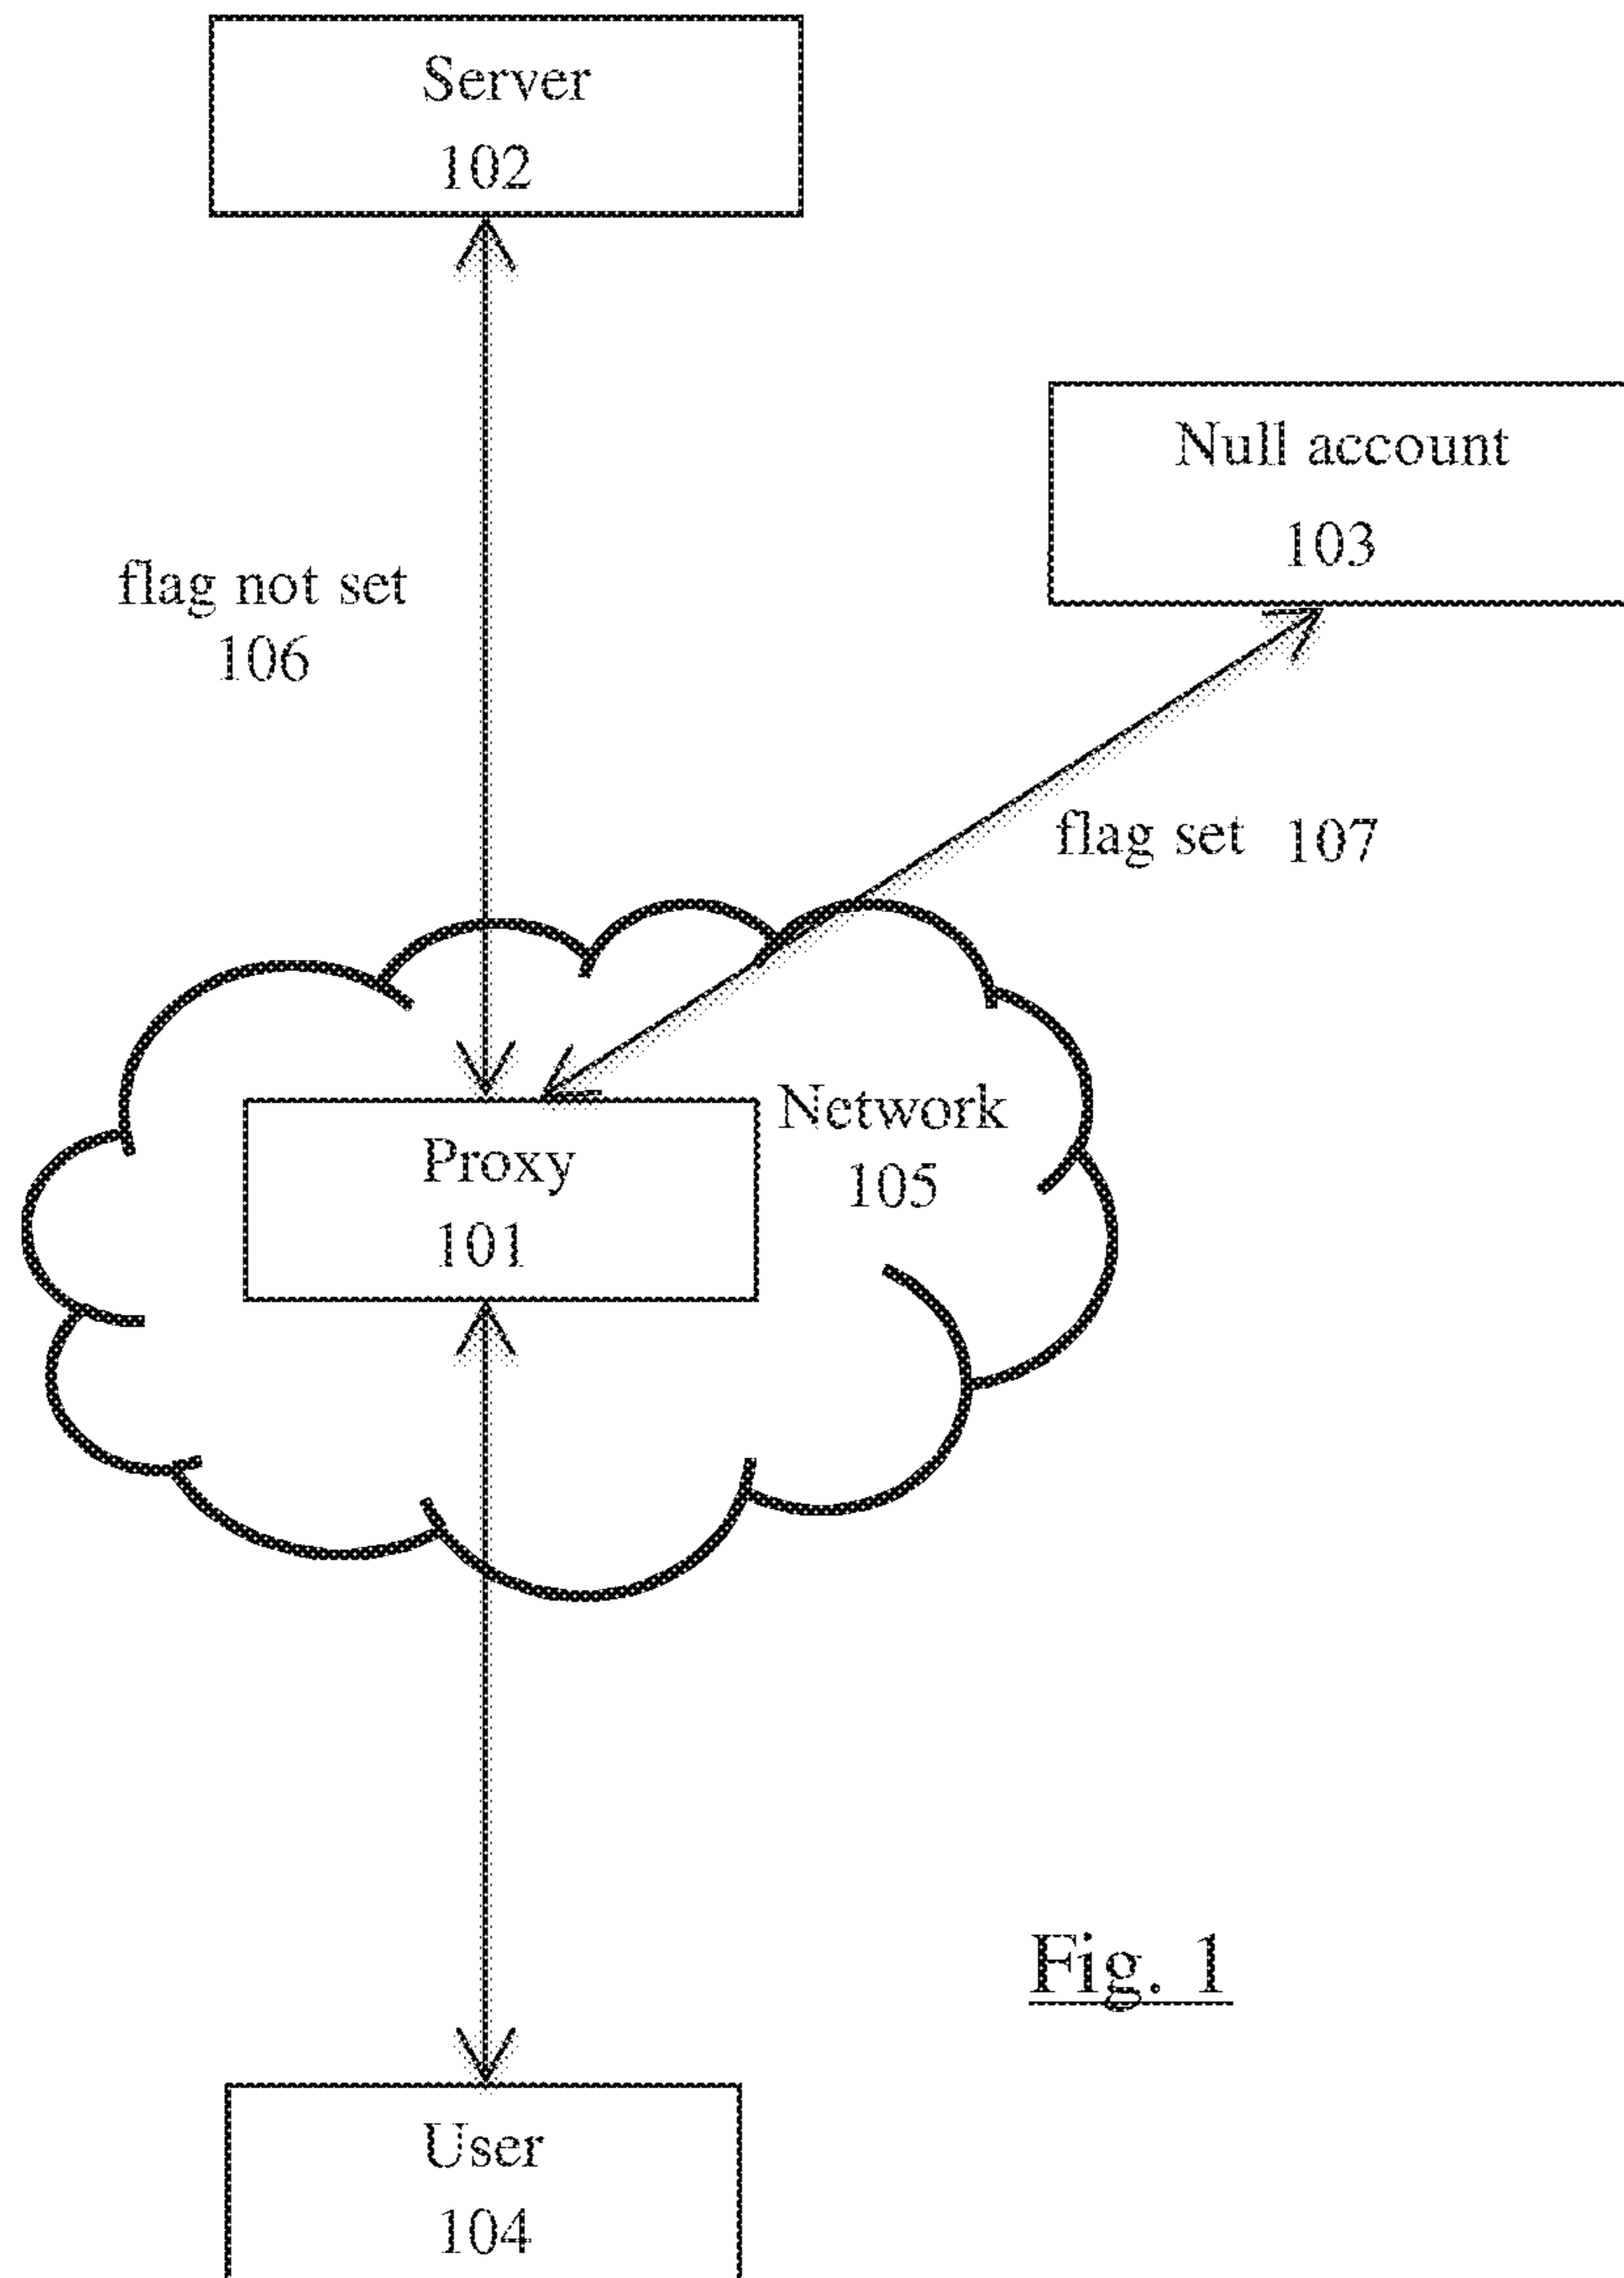 Server
102
Null account
103
flag not set
106
flag set 107
Network
105
Proxy
101
Fig. 1
User
104